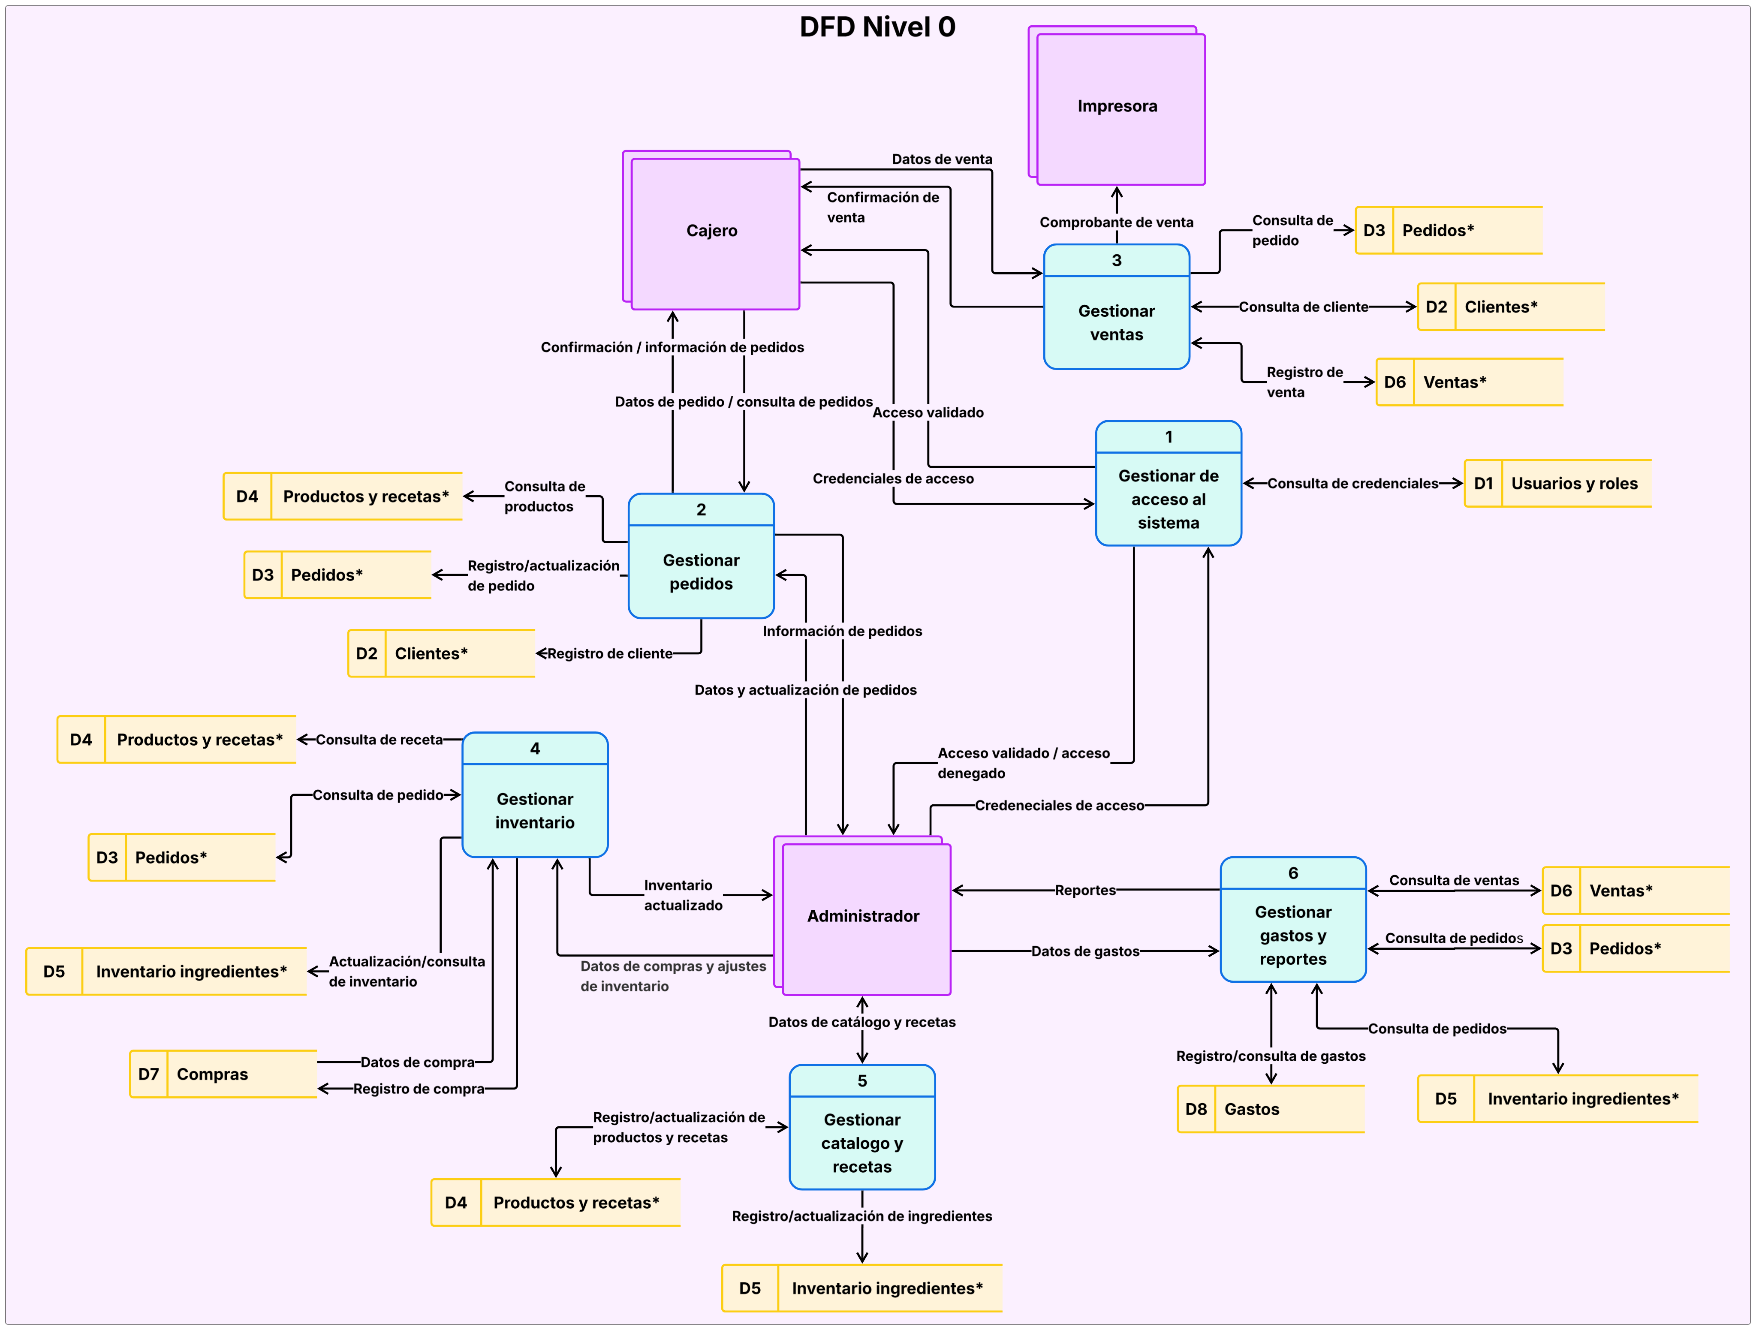 DFD Nivel 0
Impresora
Datos de venta
Confirmación de
venta
Cajero
Comprobante de venta
Consulta de
pedido
D3 Pedidos*
3
Gestionar
ventas
Consulta de cliente
D2 Clientes*
Registro de
venta
D6 Ventas*
Confirmación / información de pedidos
Datos de pedido / consulta de pedidos
Acceso validado
Credenciales de acceso
1
Gestionar de
acceso al
sistema
Consulta de credenciales
D1 Usuarios y roles
D4 Productos y recetas*
Consulta de
productos
2
Gestionar
pedidos
D3 Pedidos*
Registro/actualización
de pedido
D2 Clientes*
Registro de cliente
Información de pedidos
Datos y actualización de pedidos
D4 Productos y recetas*
Consulta de receta
4
Gestionar
inventario
Consulta de pedido
D3 Pedidos*
Acceso validado / acceso
denegado
Credeneciales de acceso
Inventario
actualizado
Administrador
Reportes
Datos de gastos
6
Gestionar
gastos y
reportes
Consulta de ventas
D6 Ventas*
Consulta de pedidos
D3 Pedidos*
D5 Inventario ingredientes*
Actualización/consulta
de inventario
Datos de compras y ajustes
de inventario
Datos de catálogo y recetas
Consulta de pedidos
Registro/consulta de gastos
D7 Compras
Datos de compra
Registro de compra
5
Gestionar
catalogo y
recetas
Registro/actualización de
productos y recetas
D8 Gastos
D5 Inventario ingredientes*
D4 Productos y recetas*
Registro/actualización de ingredientes
D5 Inventario ingredientes*